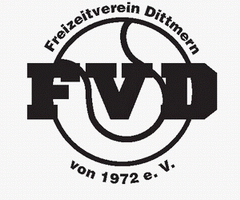 Freizeitverein Dittmern
FVD
von 1972 e. V.